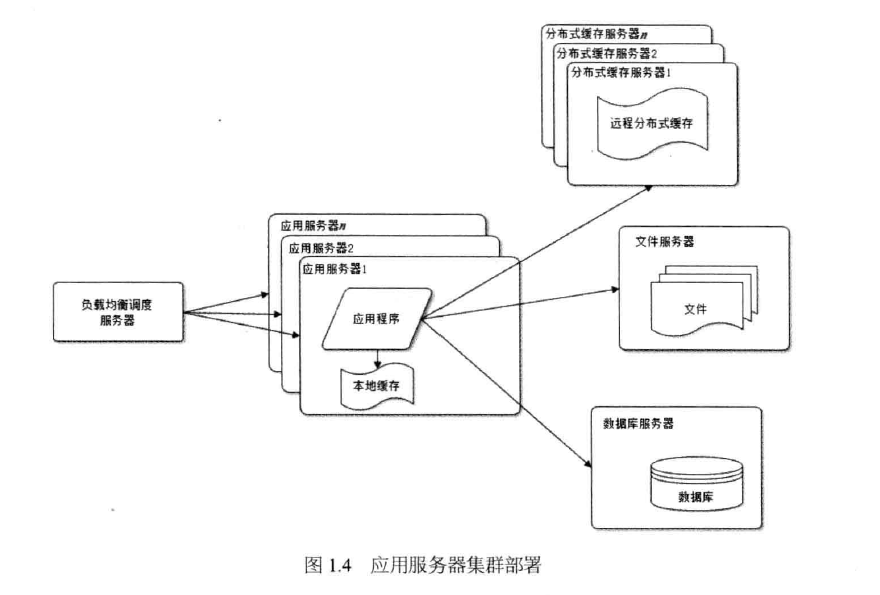 分布式缓存服务器n
分布式缓存服务器2
分布式缓存服务器1
远程分布式缓存
应用服务器n
应用服务器2
应用服务器1
文件服务器
负载均衡调度
服务器
应用程序
文件
本地缓存
数据库服务器
数据库
图 1.4 应用服务器集群部署